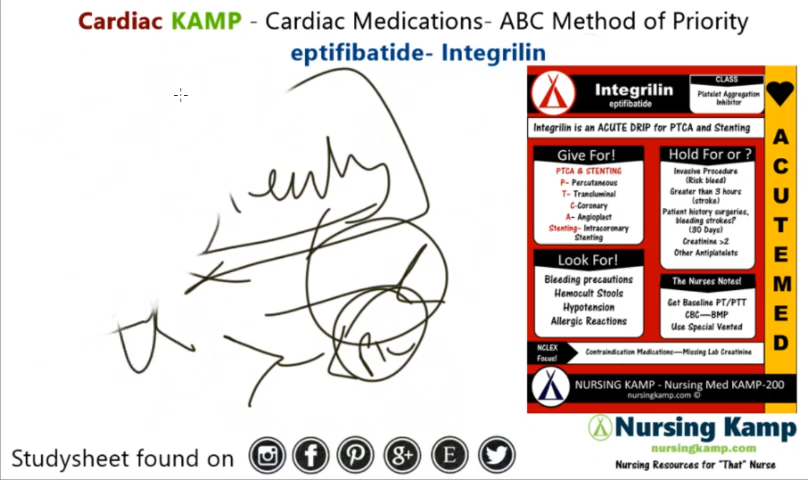 Cardiac KAMP - Cardiac Medications- ABC Method of Priority
eptifibatide- Integrilin
Integrilin
eptifibatide
CLASS
Platelet Aggregation
Inhibitor
Integrilin is an ACUTE DRIP for PTCA and Stenting
Give For!
PTCA & STENTING
P- Percutaneous
T- Transluminal
C-Coronary
A- Angioplast
Stenting- Intracoronary
Stenting
Hold For or ?
Invasive Procedure
(Risk bleed)
Greater than 3 hours
(stroke)
Patient history surgeries,
bleeding strokes?
(30 Days)
Creatinine >2
Other Antiplatelets
Look For!
Bleeding precautions
Hemocult Stools
Hypotension
Allergic Reactions
The Nurses Notes!
Get Baseline PT/PTT
CBC—BMP
Use Special Vented
NCLEX
Focus!
Contraindication Medications—Missing Lab Creatinine
NURSING KAMP - Nursing Med KAMP-200
nursingkamp.com ©
ACUTE MED
Nursing Kamp
nursingkamp.com
Nursing Resources for "That" Nurse
Studysheet found on